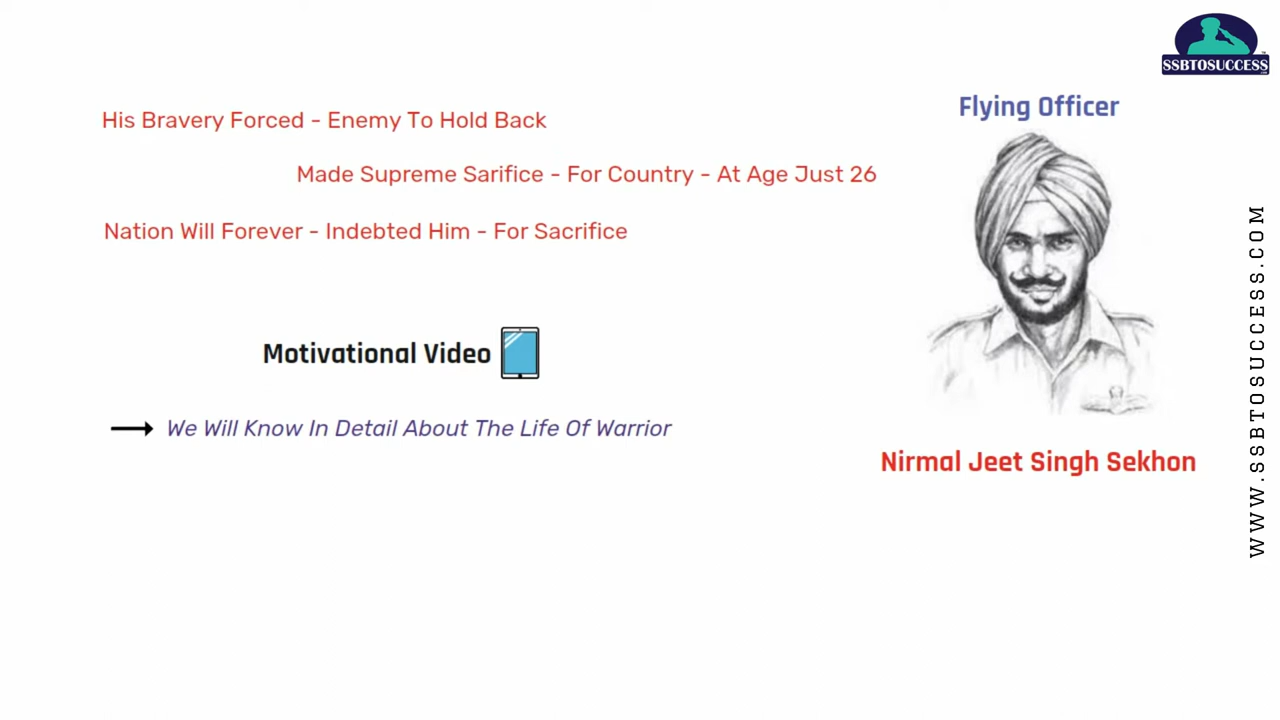 SSBTOSUCCESS
Flying Officer
His Bravery Forced - Enemy To Hold Back
Made Supreme Sarifice - For Country - At Age Just 26
Nation Will Forever - Indebted Him - For Sacrifice
Motivational Video
We Will Know In Detail About The Life Of Warrior
Nirmal Jeet Singh Sekhon
WWW.SSBTOSUCCESS.COM